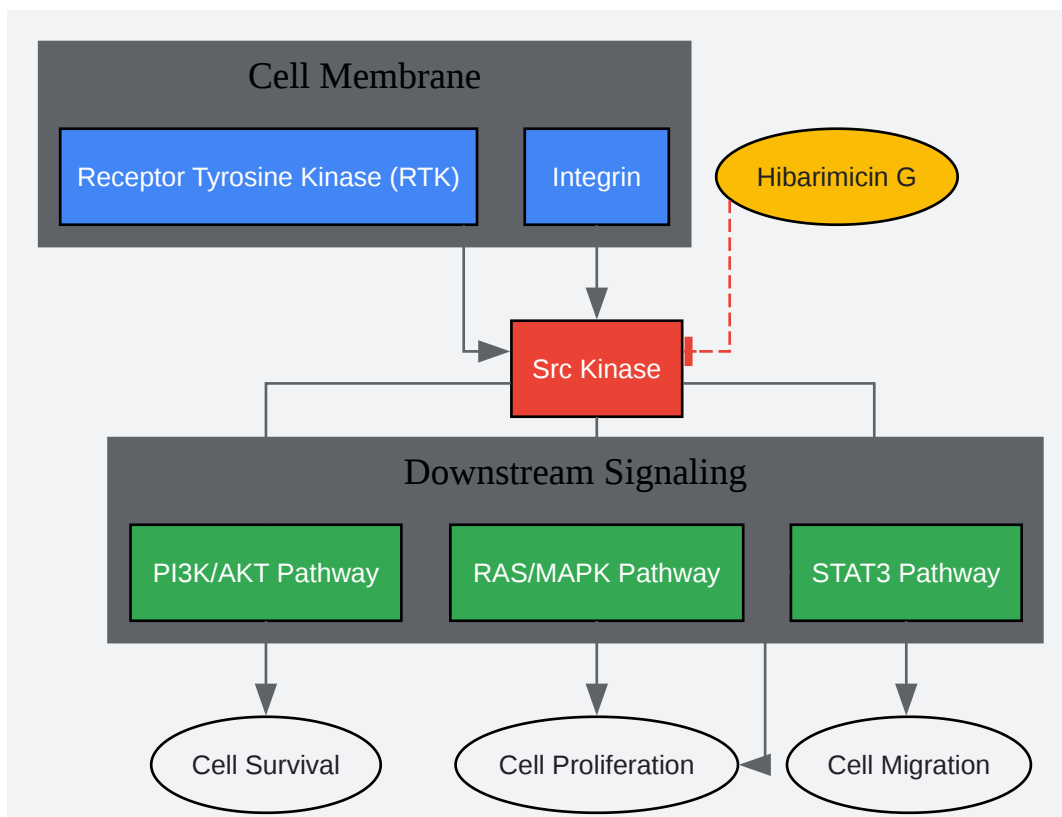 Cell Membrane
Receptor Tyrosine Kinase (RTK)
Integrin
Hibarimicin G
Src Kinase
Downstream Signaling
PI3K/AKT Pathway
RAS/MAPK Pathway
STAT3 Pathway
Cell Survival
Cell Proliferation
Cell Migration